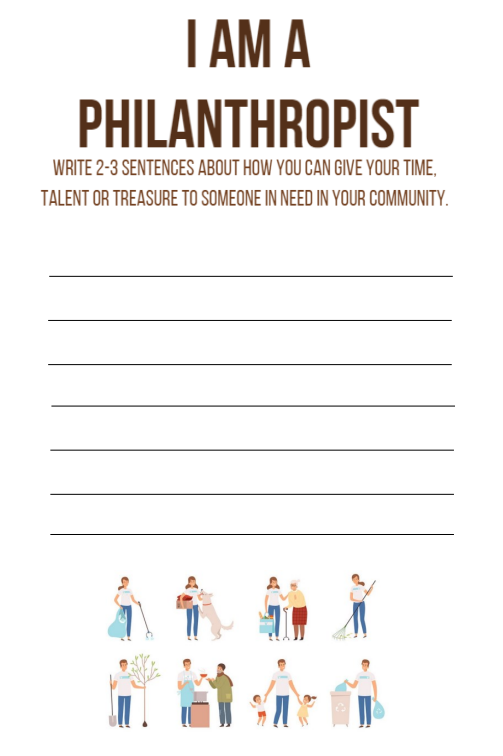 I AM A
PHILANTHROPIST
WRITE 2-3 SENTENCES ABOUT HOW YOU CAN GIVE YOUR TIME,
TALENT OR TREASURE TO SOMEONE IN NEED IN YOUR COMMUNITY.